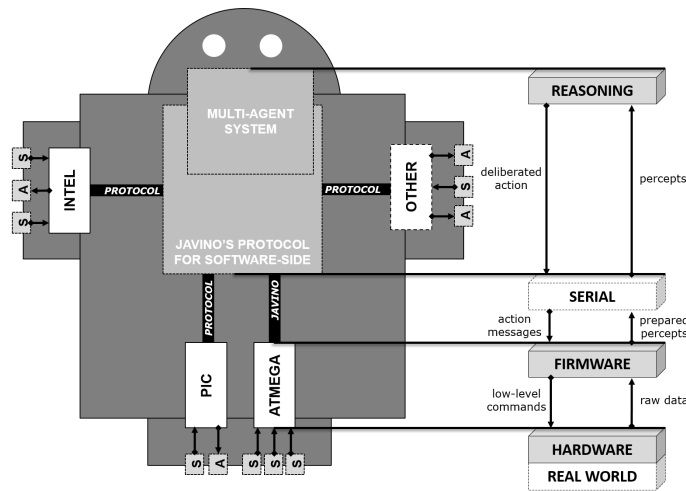 MULTI-AGENT
SYSTEM
JAVINO'S PROTOCOL
FOR SOFTWARE-SIDE
S
A
S
INTEL
PROTOCOL
PROTOCOL
OTHER
A
S
A
PROTOCOL
JAVINO
PIC
ATMEGA
S
A
S
S
S
REASONING
deliberated
action
percepts
SERIAL
action
messages
prepared
percepts
FIRMWARE
low-level
commands
raw data
HARDWARE
REAL WORLD